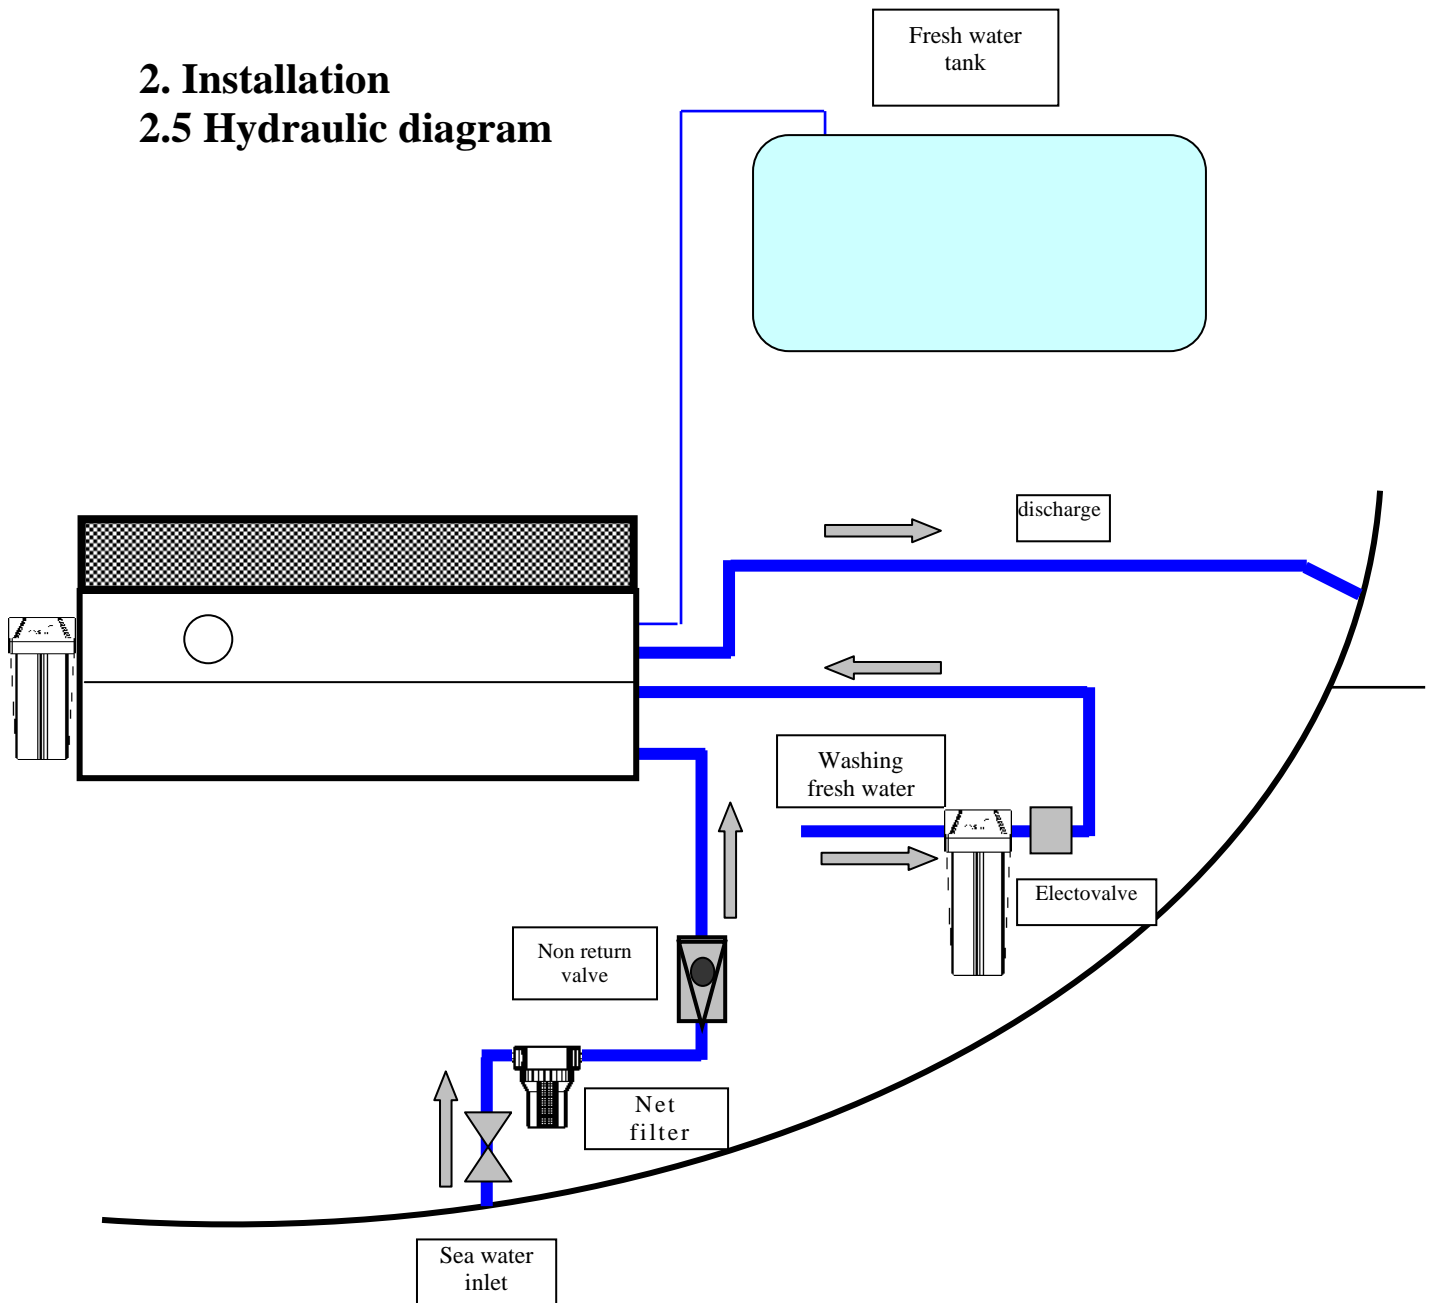 2. Installation
2.5 Hydraulic diagram
Fresh water
tank
discharge
Washing
fresh water
Electovalve
Non return
valve
Net
filter
Sea water
inlet